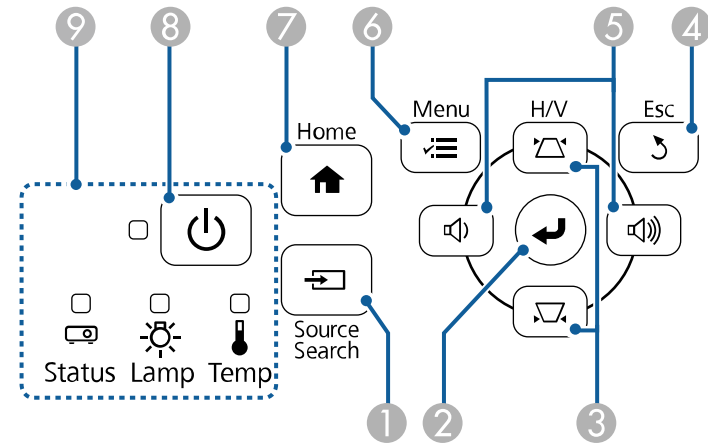 9 8 7 6 5 4
Menu H/V Esc
Home
Source
Search
Status Lamp Temp
1 2 3